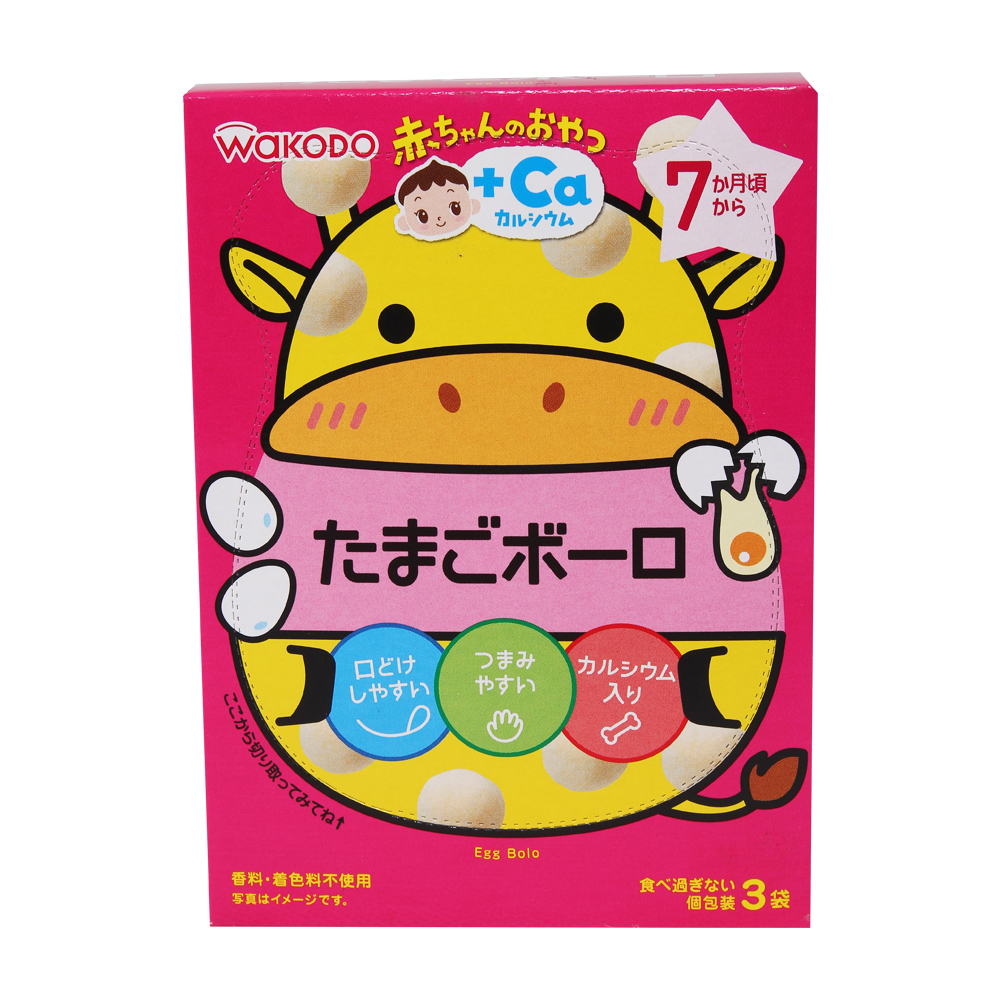 WaKODO
赤ちゃんのおやつ
+Ca
カルシウム
7か月頃
から
たまごボーロ
口どけ
しやすい
つまみ
やすい
カルシウム
入り
ここから切り取ってみてね↑
Egg Bolo
香料・着色料不使用
写真はイメージです。
食べ過ぎない
個包装3袋